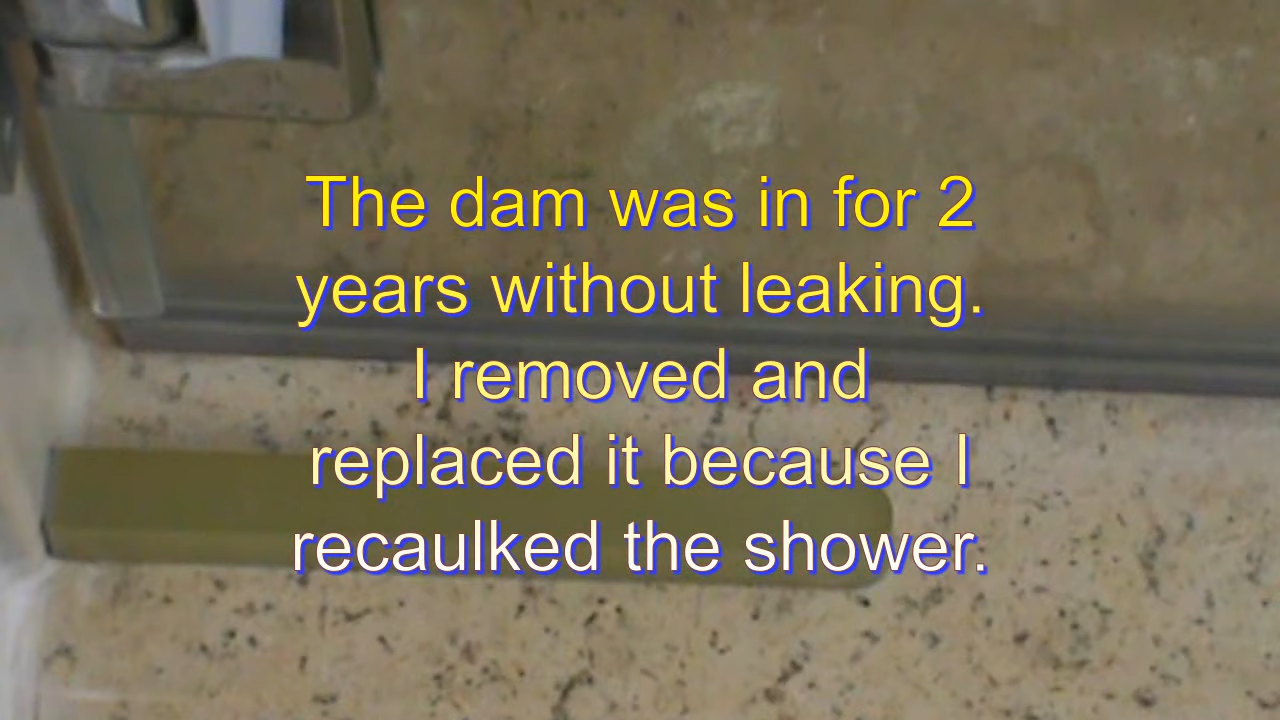 The dam was in for 2
years without leaking.
I removed and
replaced it because I
recaulked the shower.